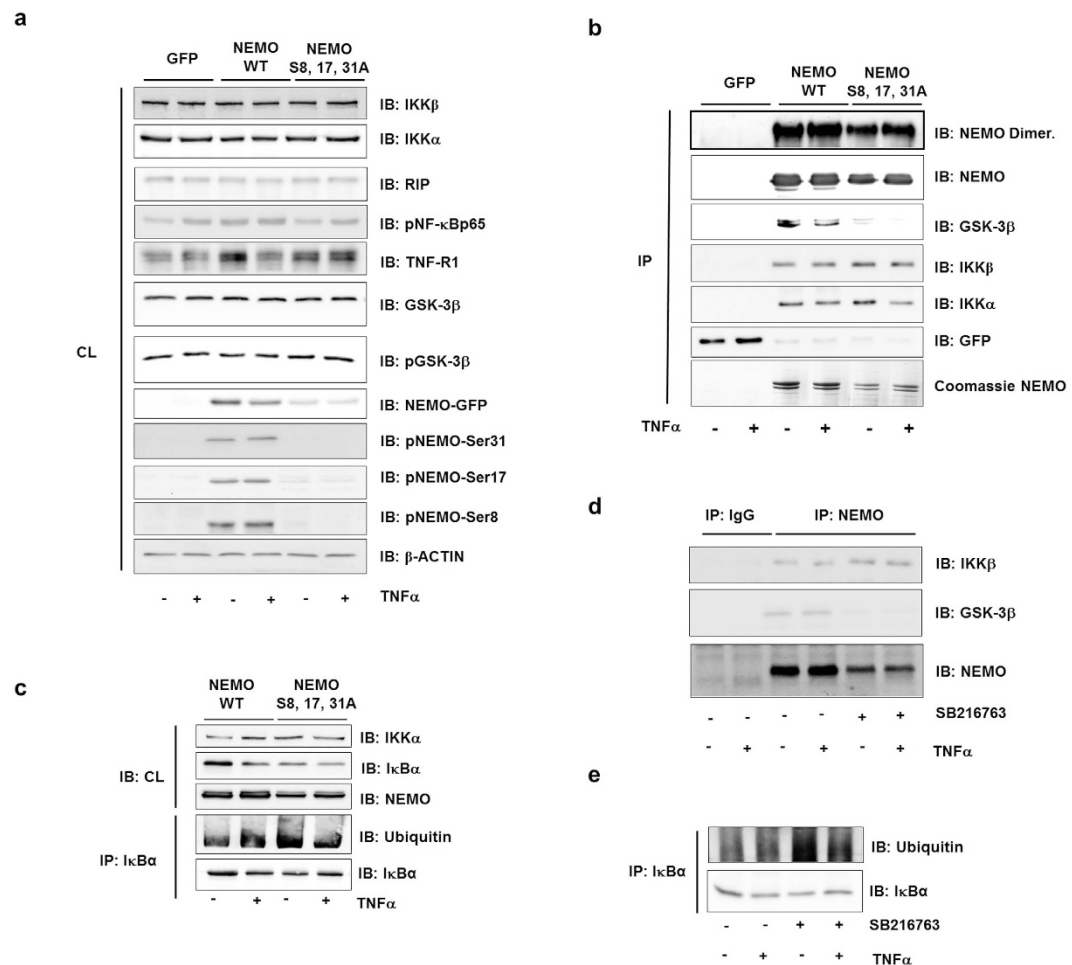 a
GFP
NEMO
WT
NEMO
S8, 17, 31A
CL
IB: IKKβ
IB: IKKα
IB: RIP
IB: pNF-κBp65
IB: TNF-R1
IB: GSK-3β
IB: pGSK-3β
IB: NEMO-GFP
IB: pNEMO-Ser31
IB: pNEMO-Ser17
IB: pNEMO-Ser8
IB: β-ACTIN
- + - + - + TNFα
b
GFP
NEMO
WT
NEMO
S8, 17, 31A
IP
IB: NEMO Dimer.
IB: NEMO
IB: GSK-3β
IB: IKKβ
IB: IKKα
IB: GFP
Coomassie NEMO
TNFα - + - + - +
c
NEMO
WT
NEMO
S8, 17, 31A
IB: CL
IB: IKKα
IB: IκBα
IB: NEMO
IP: IκBα
IB: Ubiquitin
IB: IκBα
- + - + TNFα
d
IP: IgG
IP: NEMO
IB: IKKβ
IB: GSK-3β
IB: NEMO
- - - - + + SB216763
- + - + - + TNFα
e
IP: IκBα
IB: Ubiquitin
IB: IκBα
- - + + SB216763
- + - + TNFα